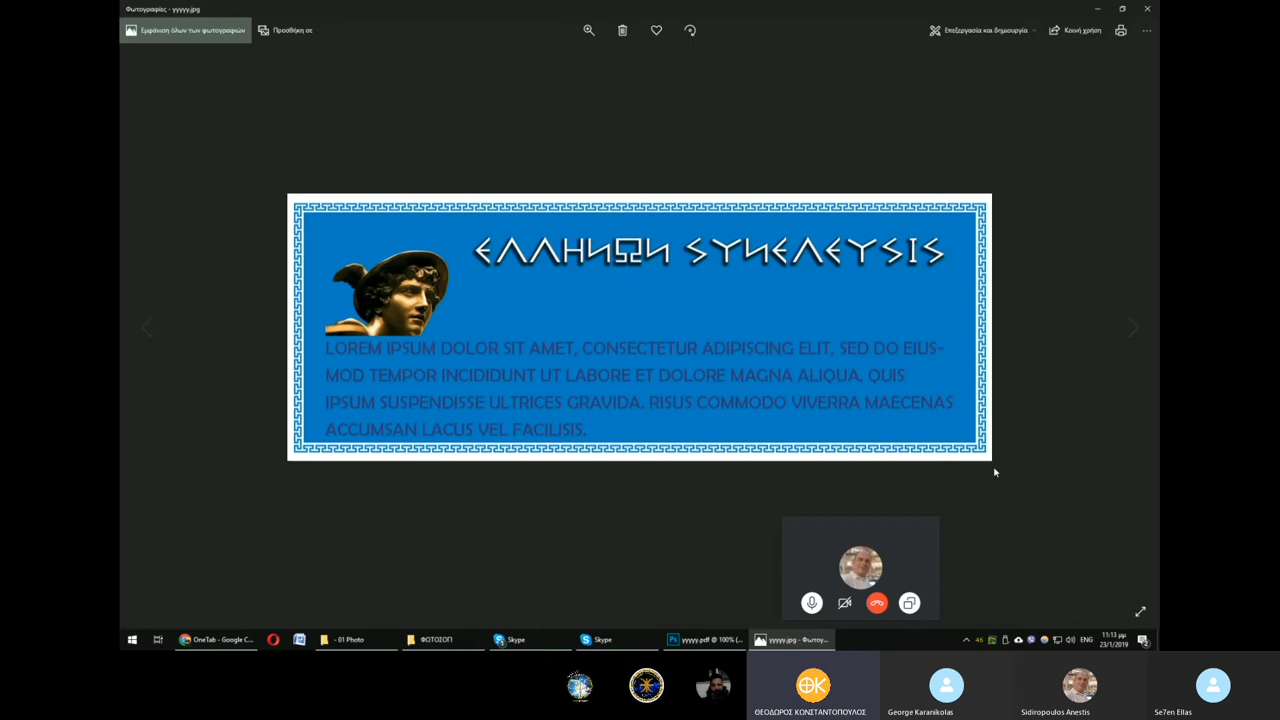 Φωτογραφίες - yyyyy.jpg
Εμφάνιση όλων των φωτογραφιών
Προσθήκη σε
Επεξεργασία και δημιουργία
Κοινή χρήση
ΕΛΛΗΝΩΝ SYNEΛEYSIS
LOREM IPSUM DOLOR SIT AMET, CONSECTETUR ADIPISCING ELIT, SED DO EIUS-
MOD TEMPOR INCIDIDUNT UT LABORE ET DOLORE MAGNA ALIQUA. QUIS
IPSUM SUSPENDISSE ULTRICES GRAVIDA. RISUS COMMODO VIVERRA MAECENAS
ACCUMSAN LACUS VEL FACILISIS.
OneTab - Google C...
- 01 Photo
ΦΩΤΟΣΟΠ
Skype
Skype
yyyyy.pdf @ 100% (...
yyyyy.jpg - Φωτογ...
46
ENG
11:13 μμ
23/1/2019
ΘΚ
ΘΕΟΔΩΡΟΣ ΚΩΝΣΤΑΝΤΟΠΟΥΛΟΣ
George Karanikolas
Sidiropoulos Anestis
Se7en Ellas